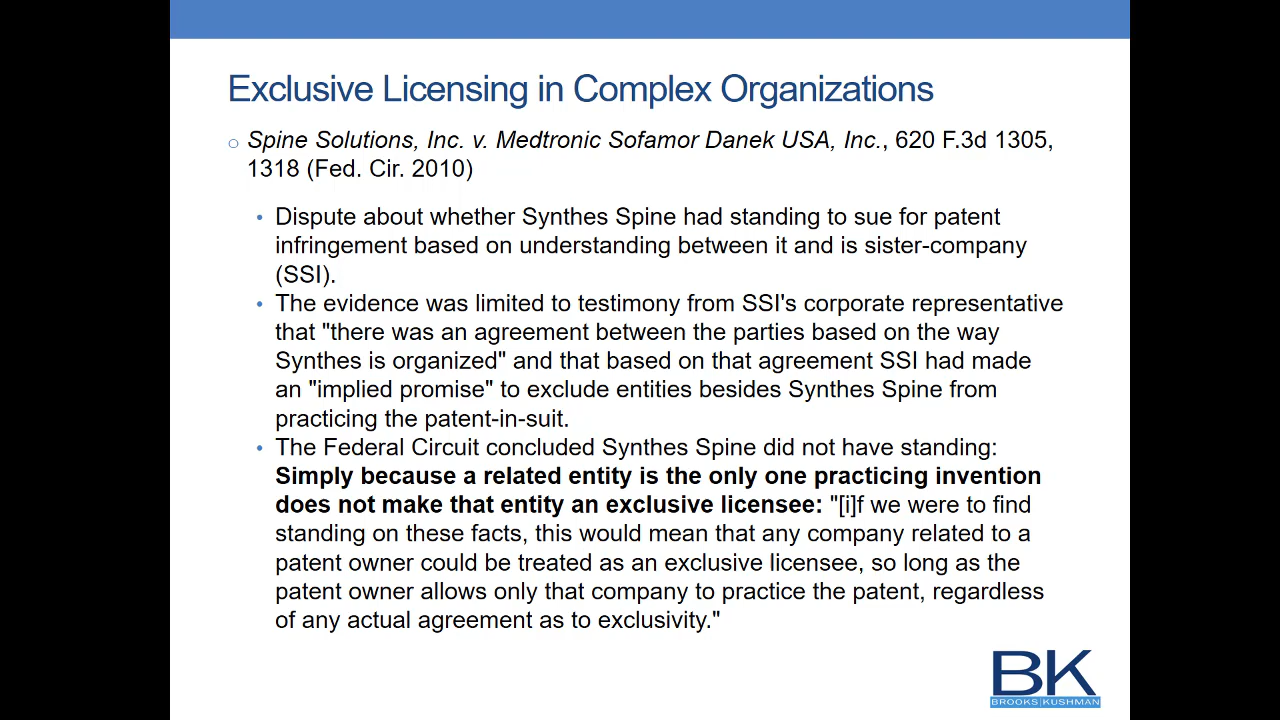 Exclusive Licensing in Complex Organizations
Spine Solutions, Inc. v. Medtronic Sofamor Danek USA, Inc., 620 F.3d 1305,
1318 (Fed. Cir. 2010)
• Dispute about whether Synthes Spine had standing to sue for patent
infringement based on understanding between it and is sister-company
(SSI).
• The evidence was limited to testimony from SSI's corporate representative
that "there was an agreement between the parties based on the way
Synthes is organized" and that based on that agreement SSI had made
an "implied promise" to exclude entities besides Synthes Spine from
practicing the patent-in-suit.
• The Federal Circuit concluded Synthes Spine did not have standing:
Simply because a related entity is the only one practicing invention
does not make that entity an exclusive licensee: "[i]f we were to find
standing on these facts, this would mean that any company related to a
patent owner could be treated as an exclusive licensee, so long as the
patent owner allows only that company to practice the patent, regardless
of any actual agreement as to exclusivity."
BK
BROOKS|KUSHMAN